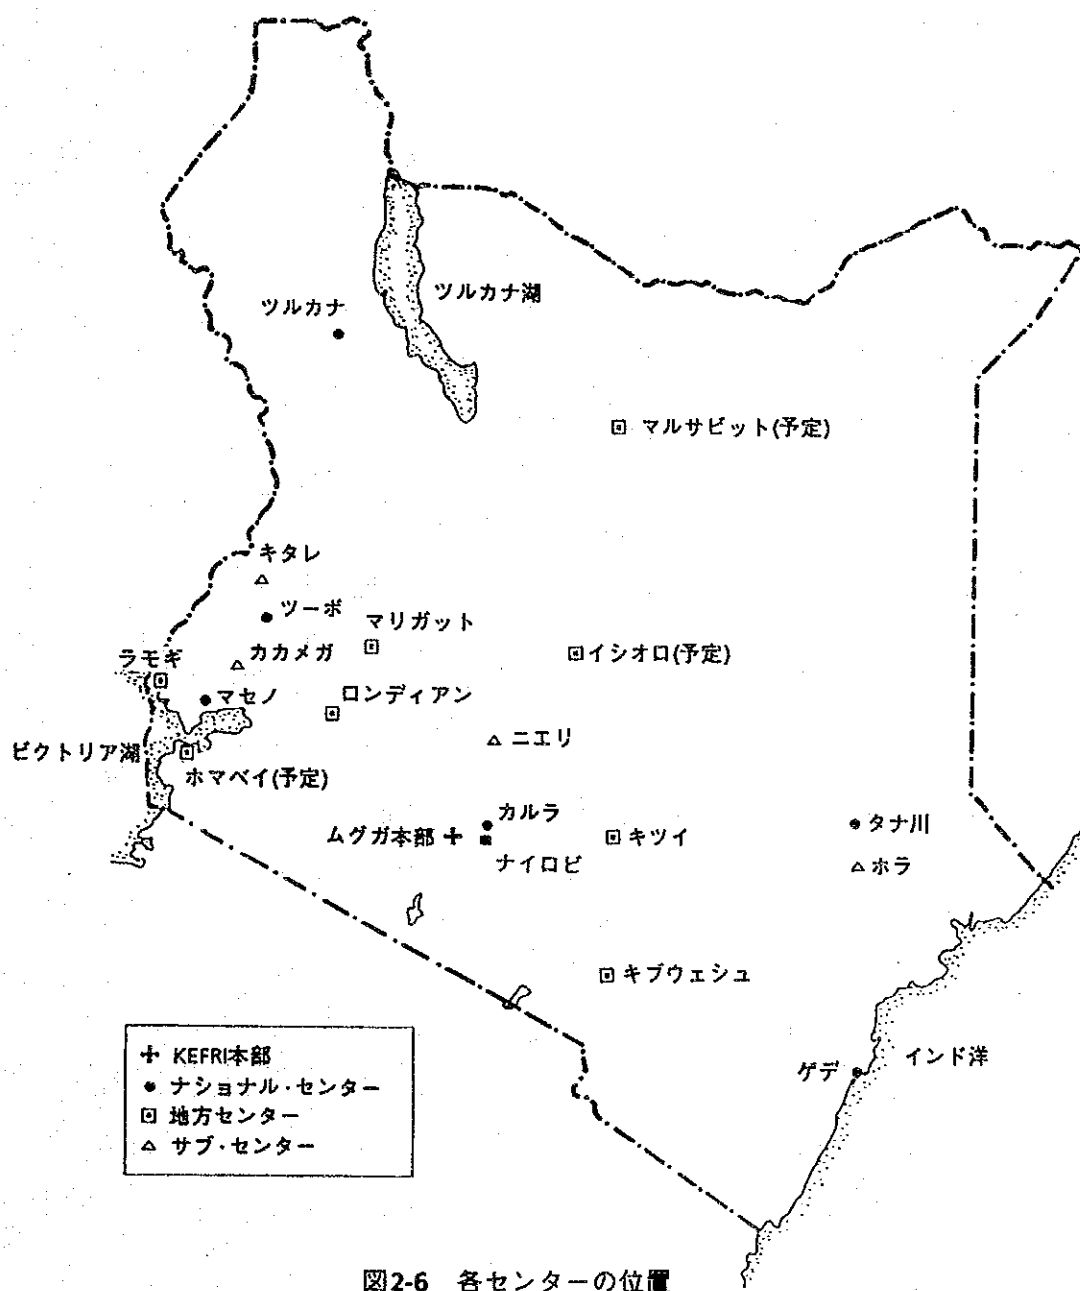 ツルカナ
ツルカナ湖
マルサビット(予定)
キタレ
ツーボ
マリガット
ラモギ
カカメガ
イシオロ(予定)
マセノ
ロンディアン
ニエリ
ビクトリア湖
ホマベイ(予定)
カルラ
ムグガ本部
キツイ
タナ川
ナイロビ
ホラ
キブウェシュ
KEFRI本部
ナショナル・センター
地方センター
サブ・センター
ゲデ
インド洋
図2-6 各センターの位置